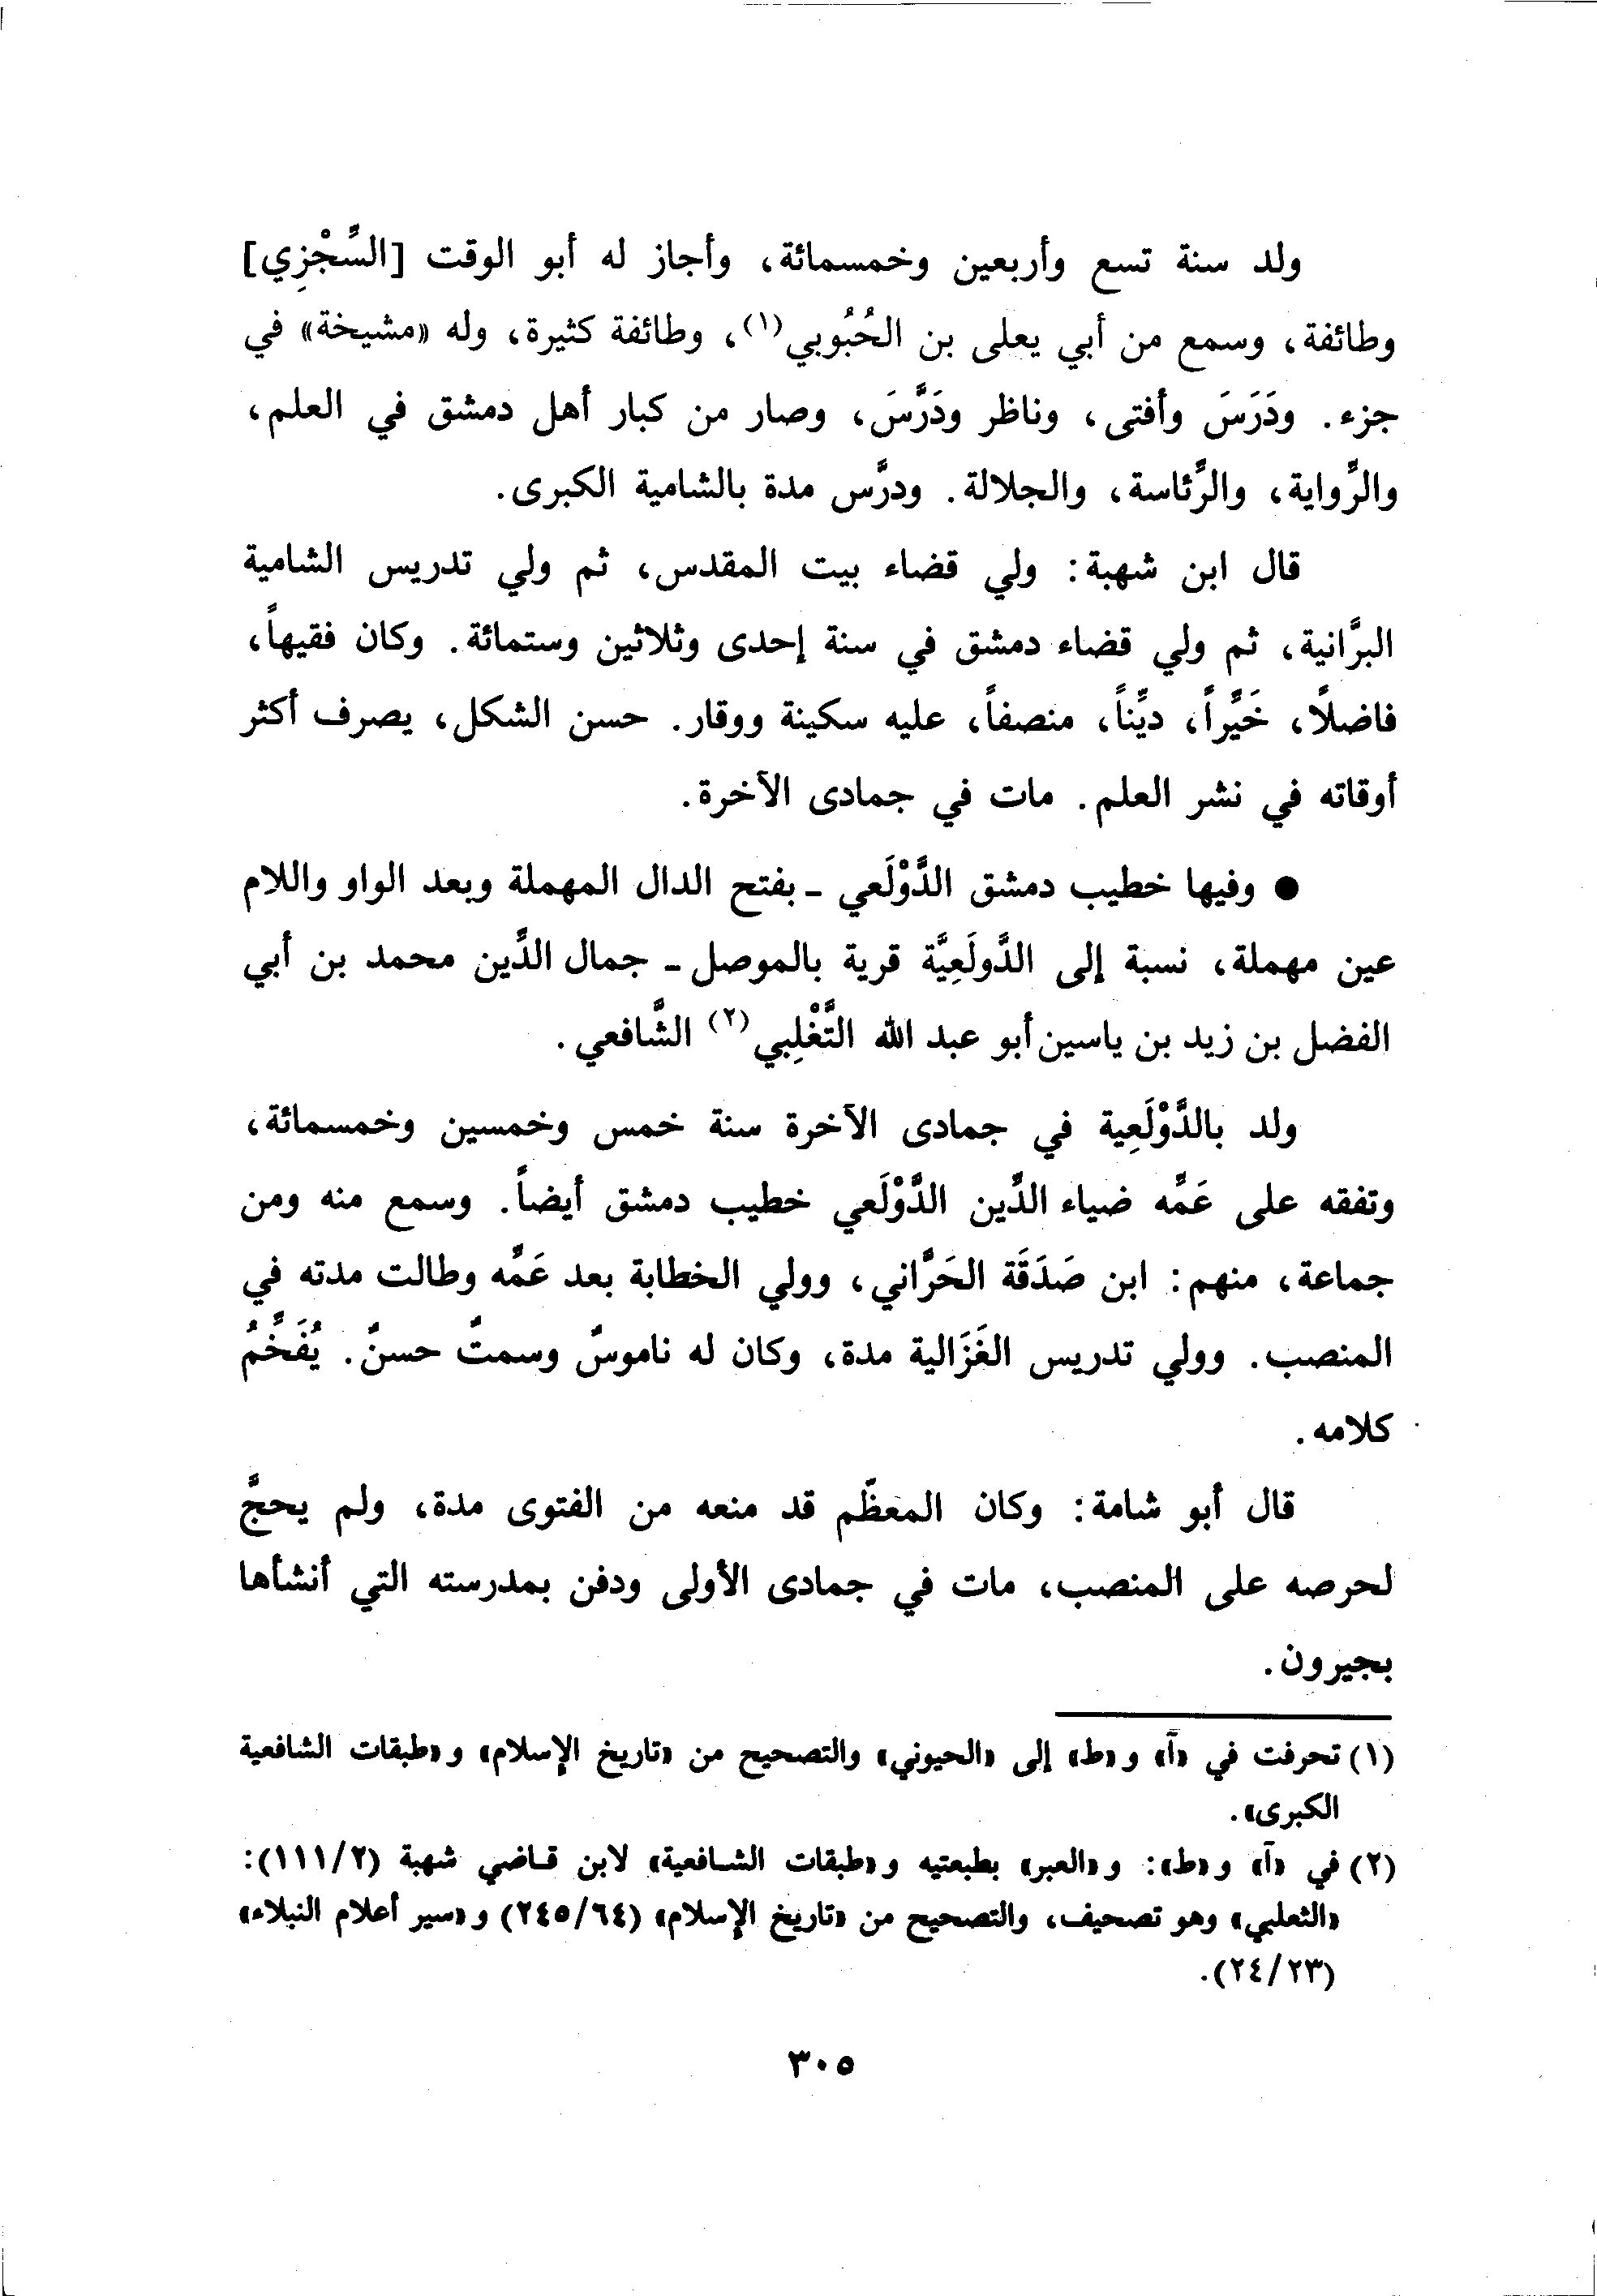 ولد سنة تسع وأربعين وخمسمائة، وأجاز له أبو الوقت [السِّجْزِي]
وطائفة، وسمع من أبي يعلى بن الحُبُوبي(١)، وطائفة كثيرة، وله «مشيخة» في
جزء. ودَرَسَ وأفتى، وناظر ودَرَّسَ، وصار من كبار أهل دمشق في العلم،
والرِّواية، والرِّئاسة، والجلالة. ودرَّس مدة بالشامية الكبرى.
قال ابن شهبة: ولي قضاء بيت المقدس، ثم ولي تدريس الشامية
البرَّانية، ثم ولي قضاء دمشق في سنة إحدى وثلاثين وستمائة. وكان فقيهاً،
فاضلاً، خَيِّراً، ديِّناً، منصفاً، عليه سكينة ووقار. حسن الشكل، يصرف أكثر
أوقاته في نشر العلم. مات في جمادى الآخرة.
● وفيها خطيب دمشق الدَّوْلَعي - بفتح الدال المهملة وبعد الواو واللام
عين مهملة، نسبة إلى الدَّولَعِيَّة قرية بالموصل - جمال الدِّين محمد بن أبي
الفضل بن زيد بن ياسين أبو عبد الله التَّغْلِبي(٢) الشَّافعي.
ولد بالدَّوْلَعِية في جمادى الآخرة سنة خمس وخمسين وخمسمائة،
وتفقه على عَمِّه ضياء الدِّين الدَّوْلَعي خطيب دمشق أيضاً. وسمع منه ومن
جماعة، منهم: ابن صَدَقَة الحَرَّاني، وولي الخطابة بعد عَمِّه وطالت مدته في
المنصب. وولي تدريس الغَزَالية مدة، وكان له ناموسٌ وسمتٌ حسنٌ. يُفَخِّمُ
كلامه.
قال أبو شامة: وكان المعظّم قد منعه من الفتوى مدة، ولم يحجَّ
لحرصه على المنصب، مات في جمادى الأولى ودفن بمدرسته التي أنشأها
بجيرون.
(١) تحرفت في «آ» و«ط» إلى «الحيوني» والتصحيح من «تاريخ الإسلام» و«طبقات الشافعية
الكبرى».
(٢) في «آ» و«ط»: و«العبر» بطبعتيه و«طبقات الشافعية» لابن قاضي شهبة (١١١/٢):
«الثعلبي» وهو تصحيف، والتصحيح من «تاريخ الإسلام» (٢٤٥/٦٤) و«سير أعلام النبلاء»
(٢٤/٢٣).
٣٠٥